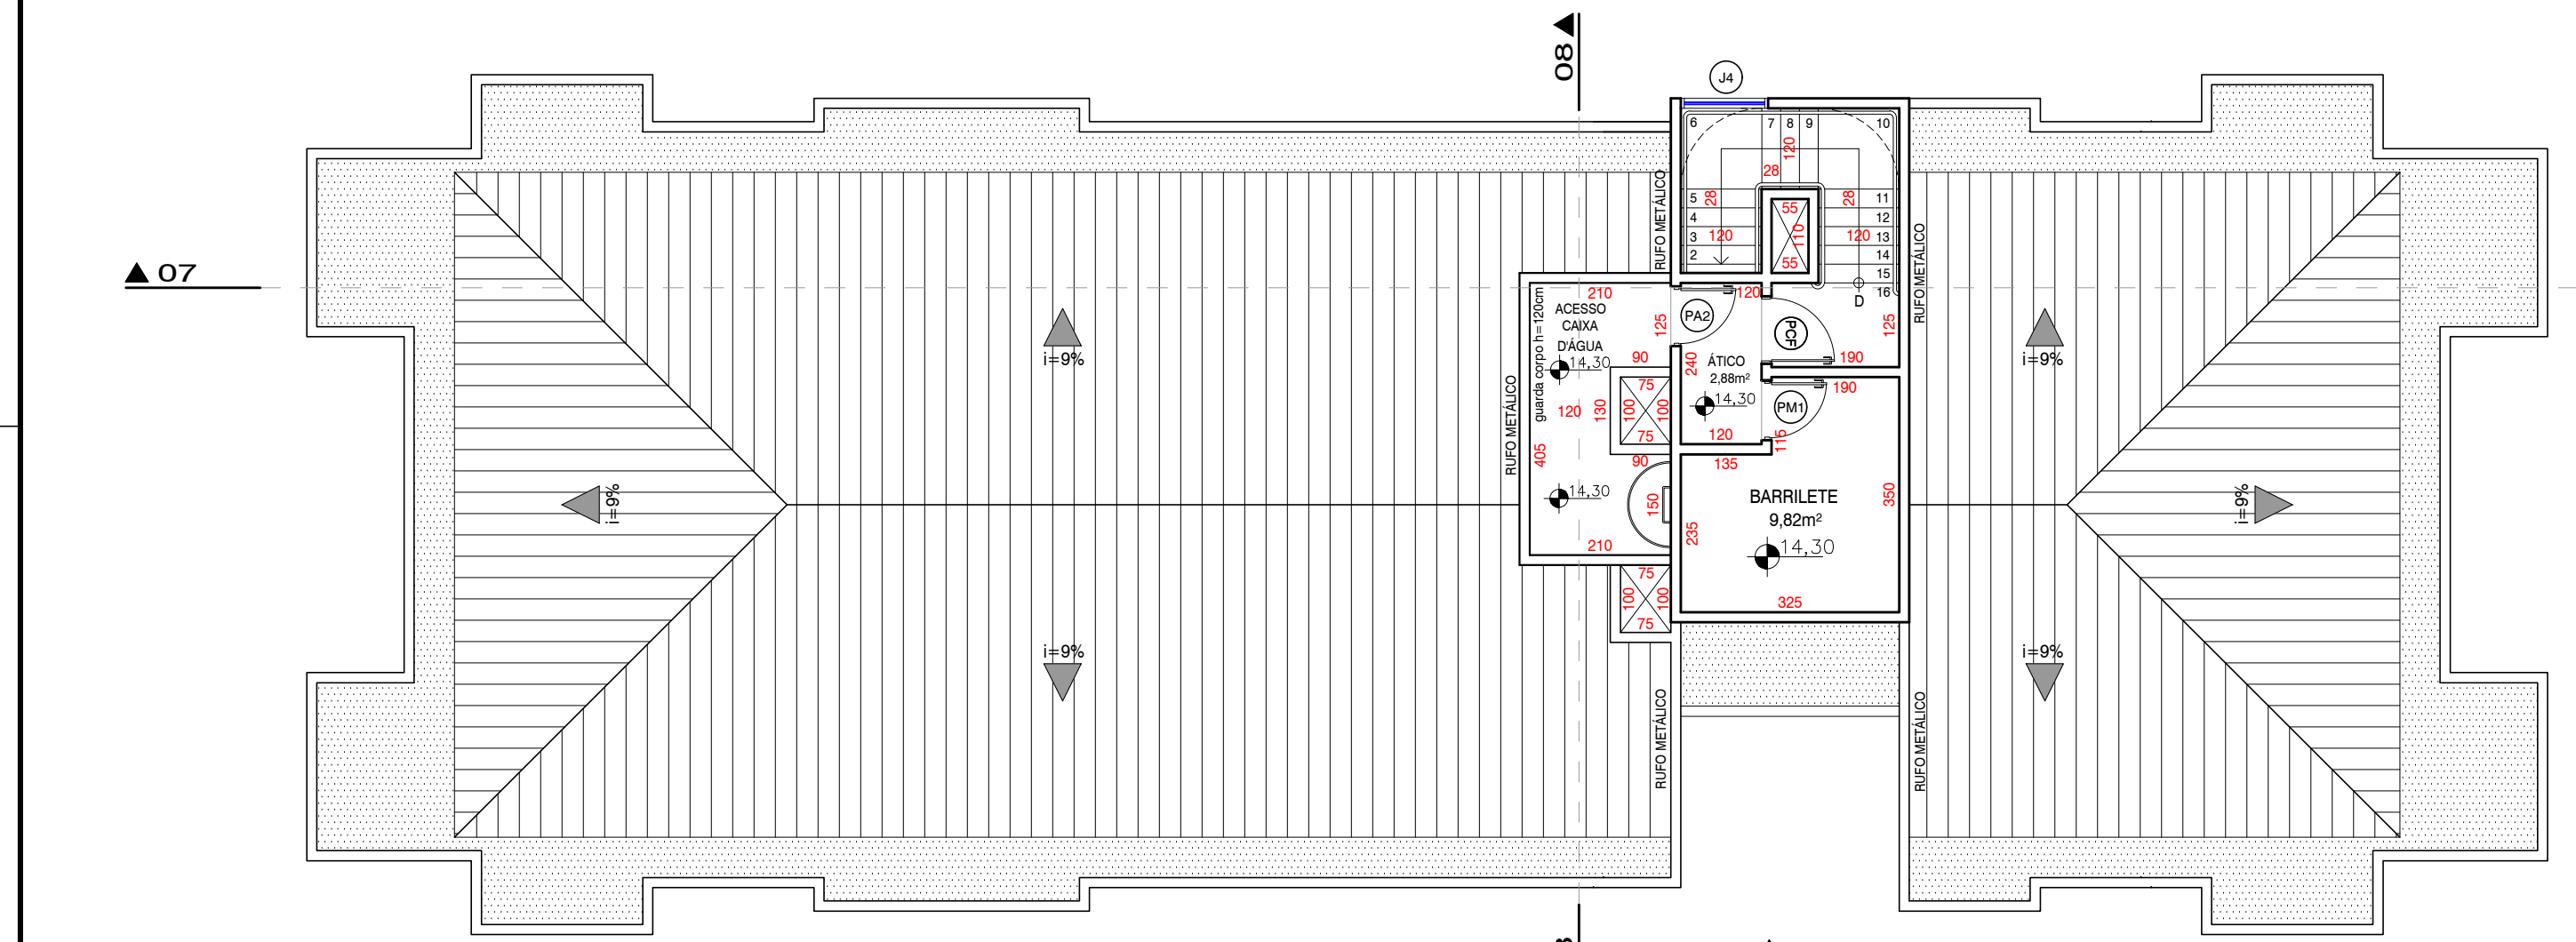 08
J4
6
7
8
9
10
120
28
RUFO METÁLICO
5
28
4
3
120
2
55
110
55
28
11
12
120
13
14
15
16
D
RUFO METÁLICO
07
210
ACESSO
CAIXA
D'ÁGUA
14,30
guarda corpo h=120cm
125
120
PA2
PCF
125
90
240
ÁTICO
2,88m²
14,30
190
190
PM1
115
RUFO METÁLICO
120
130
75
100
100
75
120
405
90
135
14,30
150
BARRILETE
9,82m²
14,30
350
235
210
325
75
100
100
75
i=9%
i=9%
i=9%
i=9%
i=9%
i=9%
RUFO METÁLICO
RUFO METÁLICO